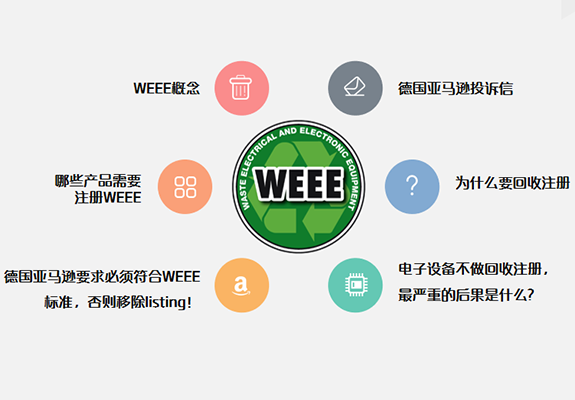 WEEE概念
德国亚马逊投诉信
WASTE ELECTRICAL AND ELECTRONIC EQUIPMENT
WEEE
哪些产品需要
注册WEEE
为什么要回收注册
德国亚马逊要求必须符合WEEE
标准，否则移除listing！
电子设备不做回收注册，
最严重的后果是什么？